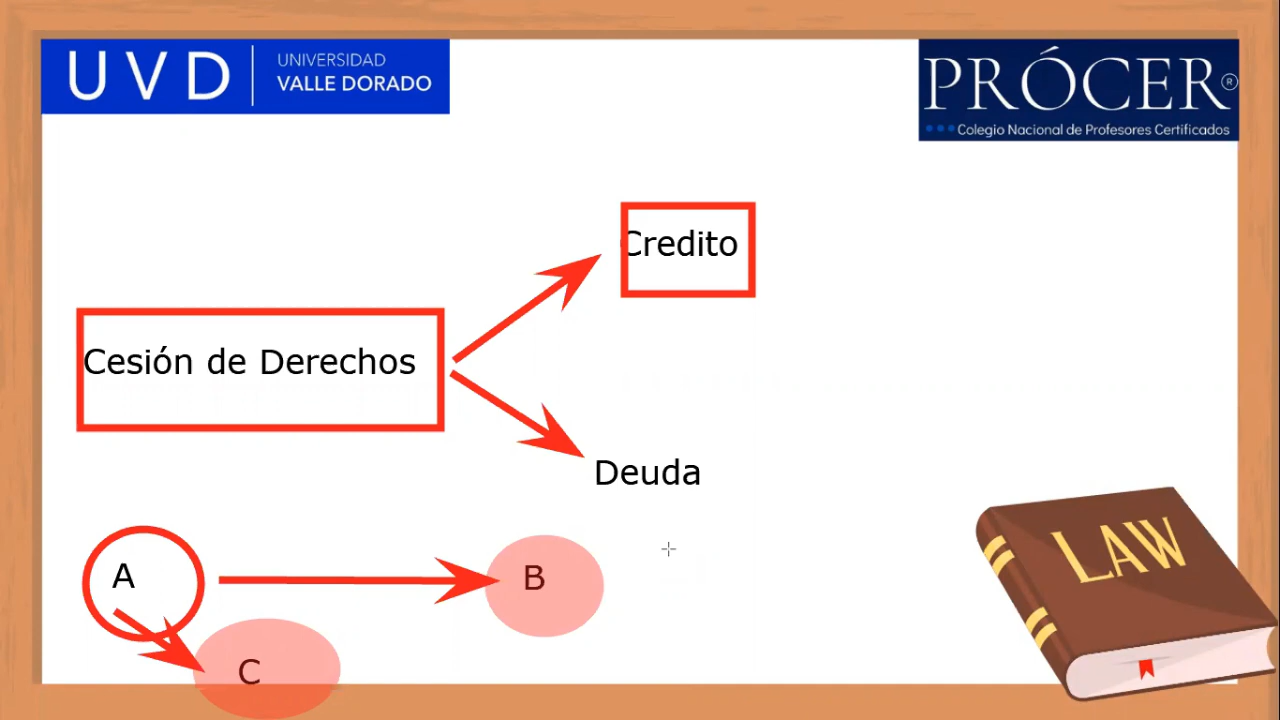 UVD
UNIVERSIDAD
VALLE DORADO
PRÓCER®
Colegio Nacional de Profesores Certificados
Credito
Cesión de Derechos
Deuda
A
B
C
LAW